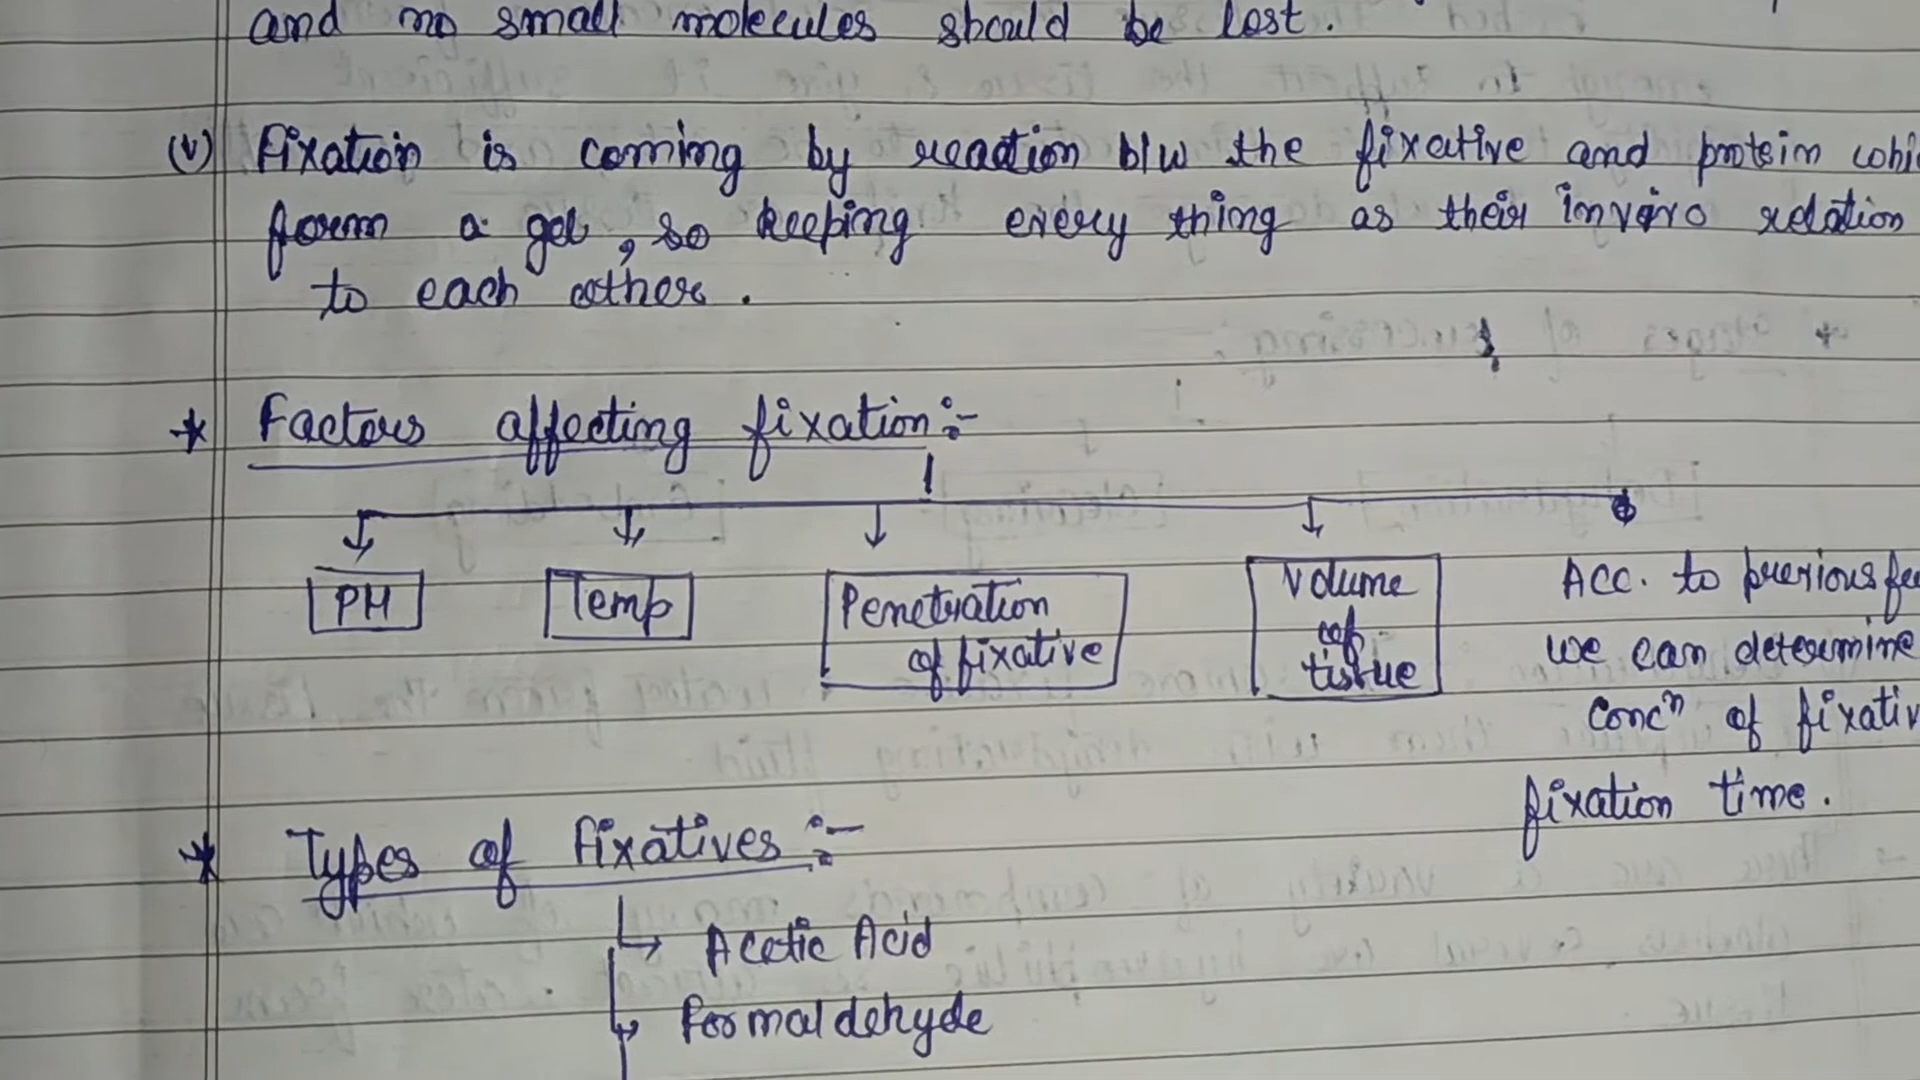 and no small molecules should be lost.
(v) Fixation is coming by reaction b/w the fixative and protein whi
form a gel, so keeping every thing as their invivo relation
to each other.
* Factors affecting fixation:-
PH
Temp
Penetration
of fixative
Volume
of
tissue
Acc. to previous
we can determine
concⁿ of fixativ
fixation time.
* Types of fixatives:-
Acetic Acid
Formaldehyde